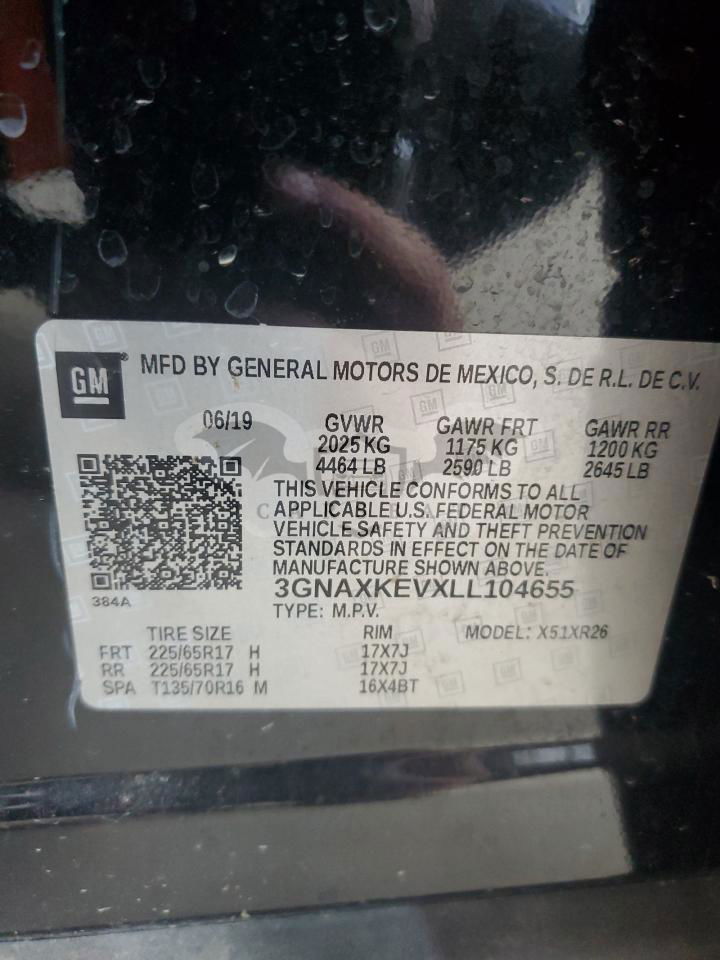 GM
MFD BY GENERAL MOTORS DE MEXICO, S. DE R.L. DE C.V.
06/19 GVWR GAWR FRT GAWR RR
2025 KG 1175 KG 1200 KG
4464 LB 2590 LB 2645 LB
THIS VEHICLE CONFORMS TO ALL
APPLICABLE U.S. FEDERAL MOTOR
VEHICLE SAFETY AND THEFT PREVENTION
STANDARDS IN EFFECT ON THE DATE OF
MANUFACTURE SHOWN ABOVE.
3GNAXKEVXLL104655
384A
TYPE: M.P.V.
TIRE SIZE RIM MODEL: X51XR26
FRT 225/65R17 H 17X7J
RR 225/65R17 H 17X7J
SPA T135/70R16 M 16X4BT